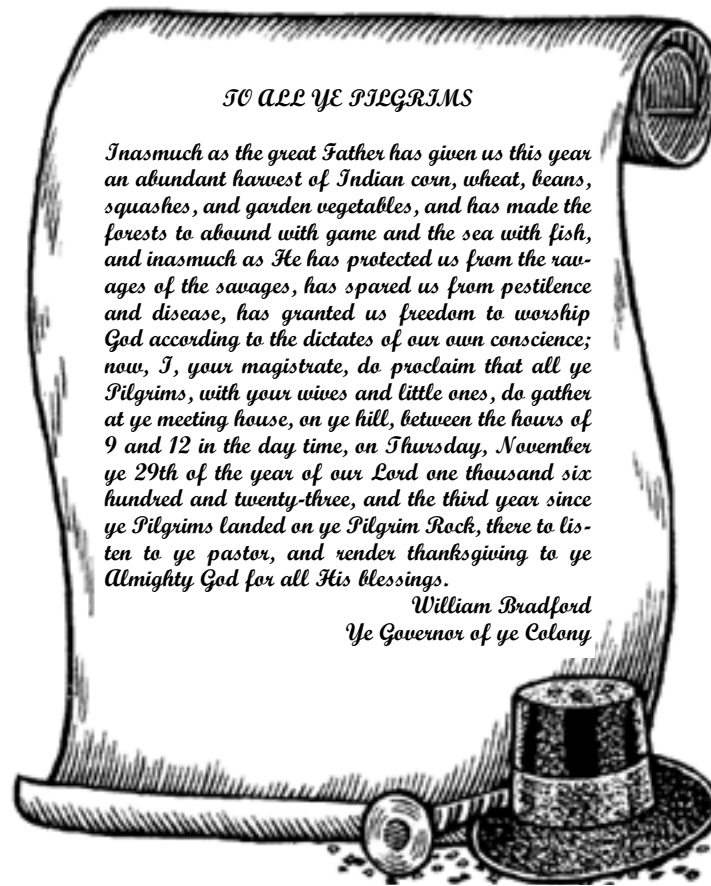 TO ALL YE PILGRIMS
Inasmuch as the great Father has given us this year
an abundant harvest of Indian corn, wheat, beans,
squashes, and garden vegetables, and has made the
forests to abound with game and the sea with fish,
and inasmuch as He has protected us from the rav-
ages of the savages, has spared us from pestilence
and disease, has granted us freedom to worship
God according to the dictates of our own conscience;
now, I, your magistrate, do proclaim that all ye
Pilgrims, with your wives and little ones, do gather
at ye meeting house, on ye hill, between the hours of
9 and 12 in the day time, on Thursday, November
ye 29th of the year of our Lord one thousand six
hundred and twenty-three, and the third year since
ye Pilgrims landed on ye Pilgrim Rock, there to lis-
ten to ye pastor, and render thanksgiving to ye
Almighty God for all His blessings.
William Bradford
Ye Governor of ye Colony